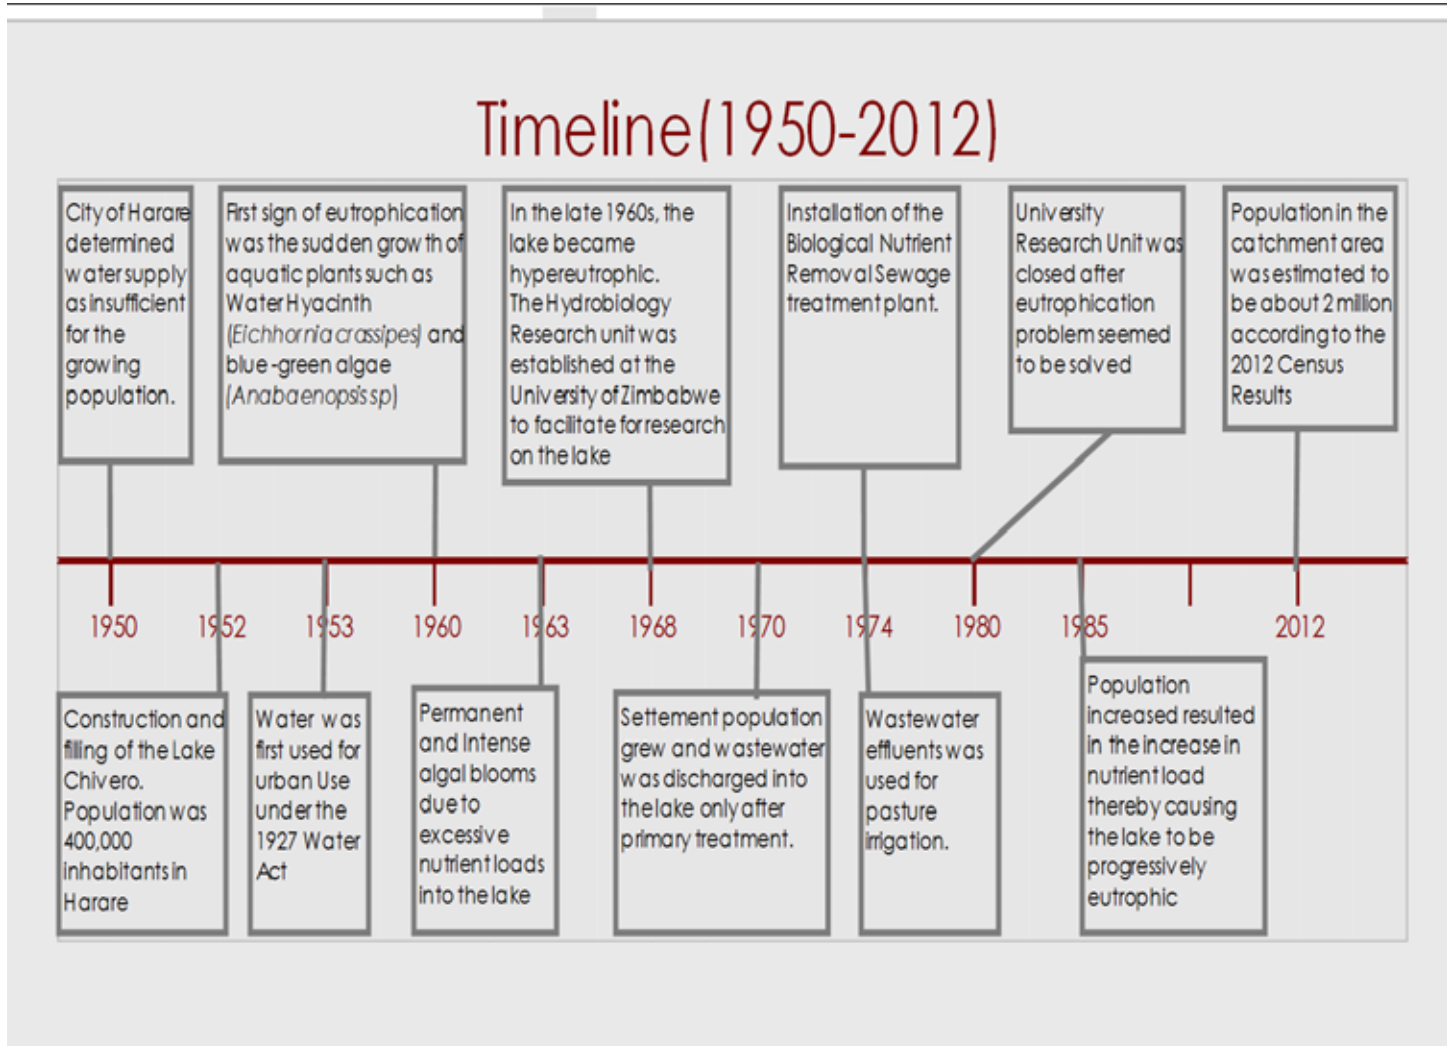 Timeline(1950-2012)
City of Harare
determined
water supply
as insufficient
for the
growing
population.
First sign of eutrophication
was the sudden growth of
aquatic plants such as
Water Hyacinth
(Eichhornia crassipes) and
blue-green algae
(Anabaenopsis sp)
In the late 1960s, the
lake became
hypereutrophic.
The Hydrobiology
Research unit was
established at the
University of Zimbabwe
to facilitate for research
on the lake
Installation of the
Biological Nutrient
Removal Sewage
treatment plant.
University
Research Unit was
closed after
eutrophication
problem seemed
to be solved
Population in the
catchment area
was estimated to
be about 2 million
according to the
2012 Census
Results
1950 1952 1953 1960 1963 1968 1970 1974 1980 1985 2012
Construction and
filling of the Lake
Chivero.
Population was
400,000
inhabitants in
Harare
Water was
first used for
urban Use
under the
1927 Water
Act
Permanent
and Intense
algal blooms
due to
excessive
nutrient loads
into the lake
Settement population
grew and wastewater
was discharged into
the lake only after
primary treatment.
Wastewater
effluents was
used for
pasture
irrigation.
Population
increased resulted
in the increase in
nutrient load
thereby causing
the lake to be
progressively
eutrophic